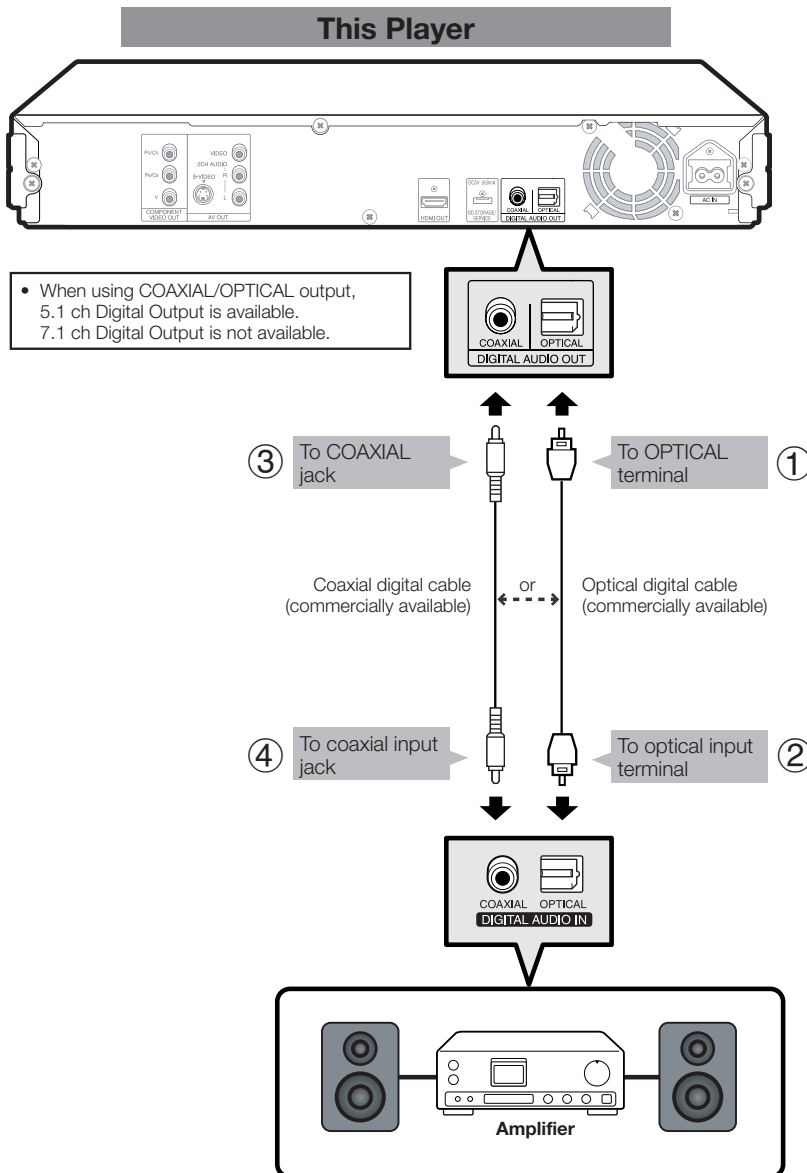 This Player
PR/CR
PB/CB
Y
COMPONENT
VIDEO OUT
VIDEO
2CH AUDIO
S-VIDEO
R
L
AV OUT
HDMI OUT
DC5V 500mA
BD STORAGE/
SERVICE
COAXIAL OPTICAL
DIGITAL AUDIO OUT
AC IN
• When using COAXIAL/OPTICAL output,
5.1 ch Digital Output is available.
7.1 ch Digital Output is not available.
COAXIAL OPTICAL
DIGITAL AUDIO OUT
③ To COAXIAL
jack
To OPTICAL
terminal ①
Coaxial digital cable
(commercially available)
or
Optical digital cable
(commercially available)
④ To coaxial input
jack
To optical input
terminal ②
COAXIAL OPTICAL
DIGITAL AUDIO IN
Amplifier